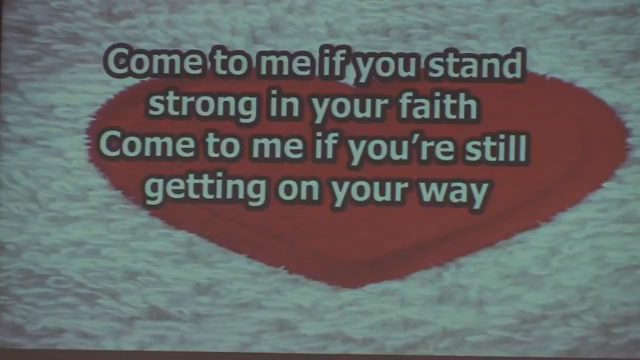 Come to me if you stand
strong in your faith
Come to me if you're still
getting on your way